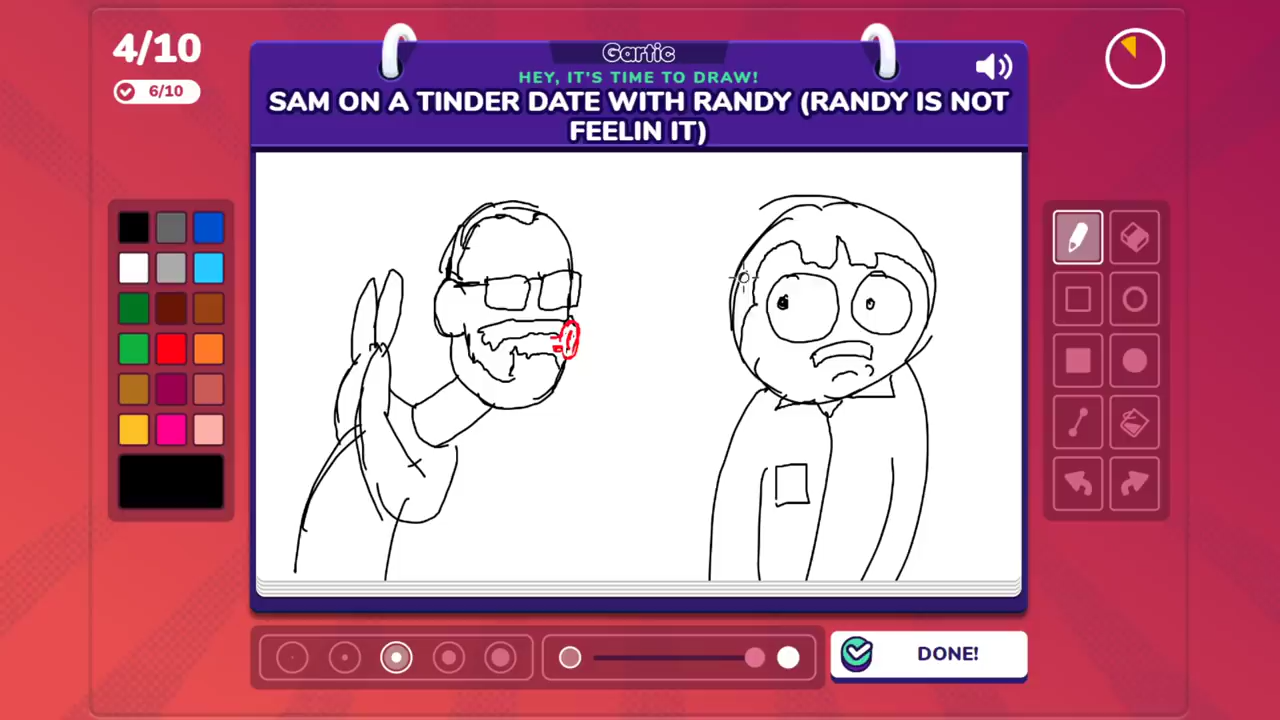 4/10
6/10
Gartic
HEY, IT'S TIME TO DRAW!
SAM ON A TINDER DATE WITH RANDY (RANDY IS NOT
FEELIN IT)
DONE!